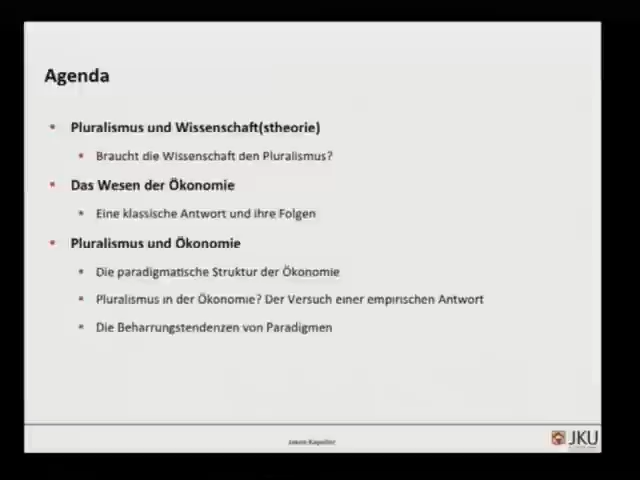 Agenda
Pluralismus und Wissenschaft(stheorie)
Braucht die Wissenschaft den Pluralismus?
Das Wesen der Ökonomie
Eine klassische Antwort und ihre Folgen
Pluralismus und Ökonomie
Die paradigmatische Struktur der Ökonomie
Pluralismus in der Ökonomie? Der Versuch einer empirischen Antwort
Die Beharrungstendenzen von Paradigmen
JKU